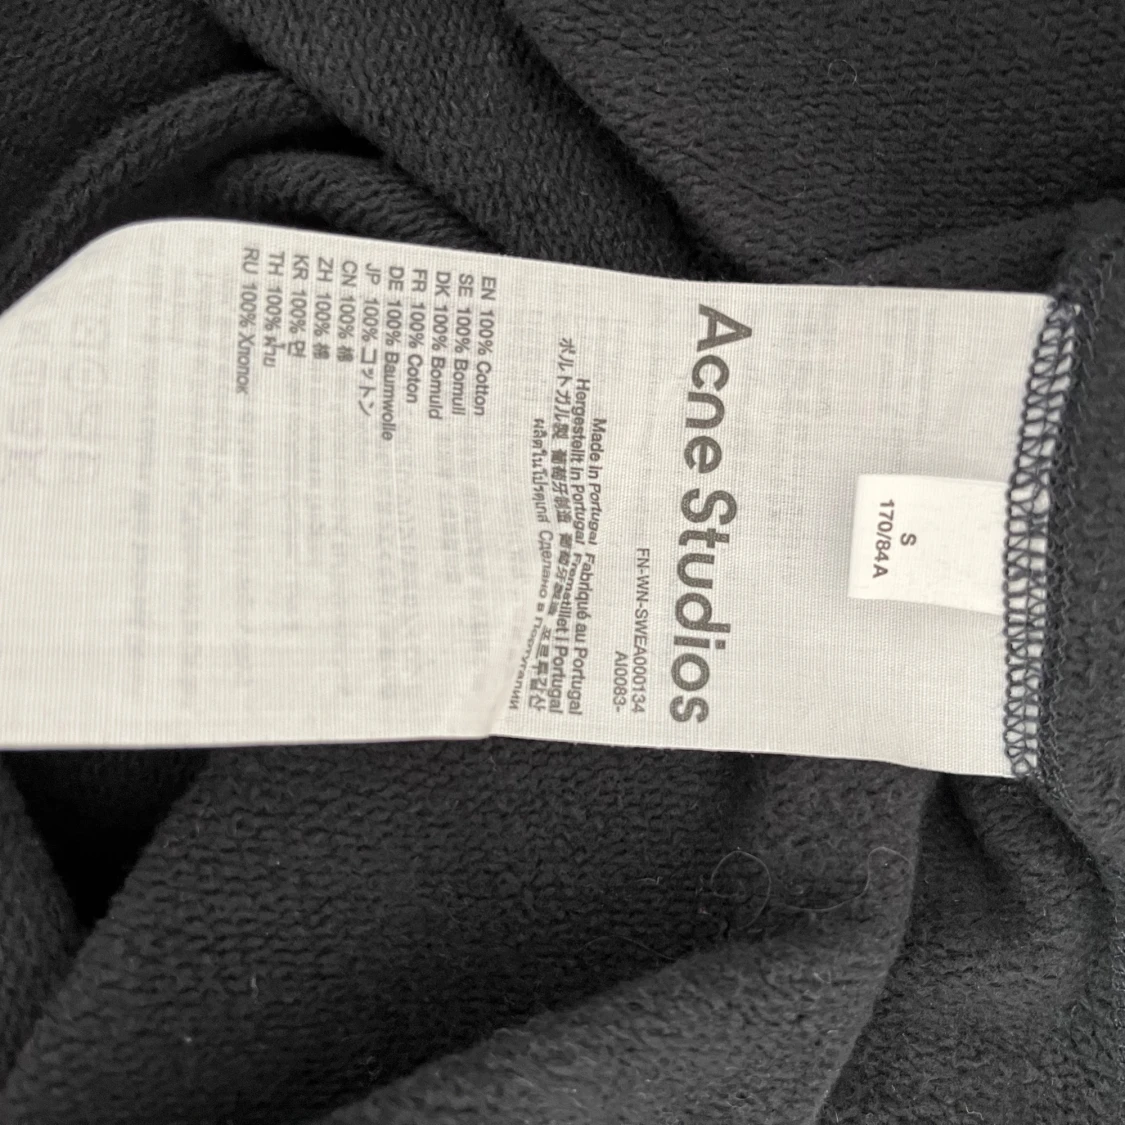 S
170/84 A
Acne Studios
FN-WN-SWEA000134
AI0083-
Made in Portugal Fabriqué au Portugal
Hergestellt in Portugal Framstillet i Portugal
ポルトガル製 葡萄牙制造 葡萄牙製造 포르투갈산
ผลิตในโปรตุเกส Сделано в Португалии
EN 100% Cotton
SE 100% Bomull
DK 100% Bomuld
FR 100% Coton
DE 100% Baumwolle
JP 100% コットン
CN 100% 棉
ZH 100% 棉
KR 100% 면
TH 100% ฝ้าย
RU 100% Хлопок